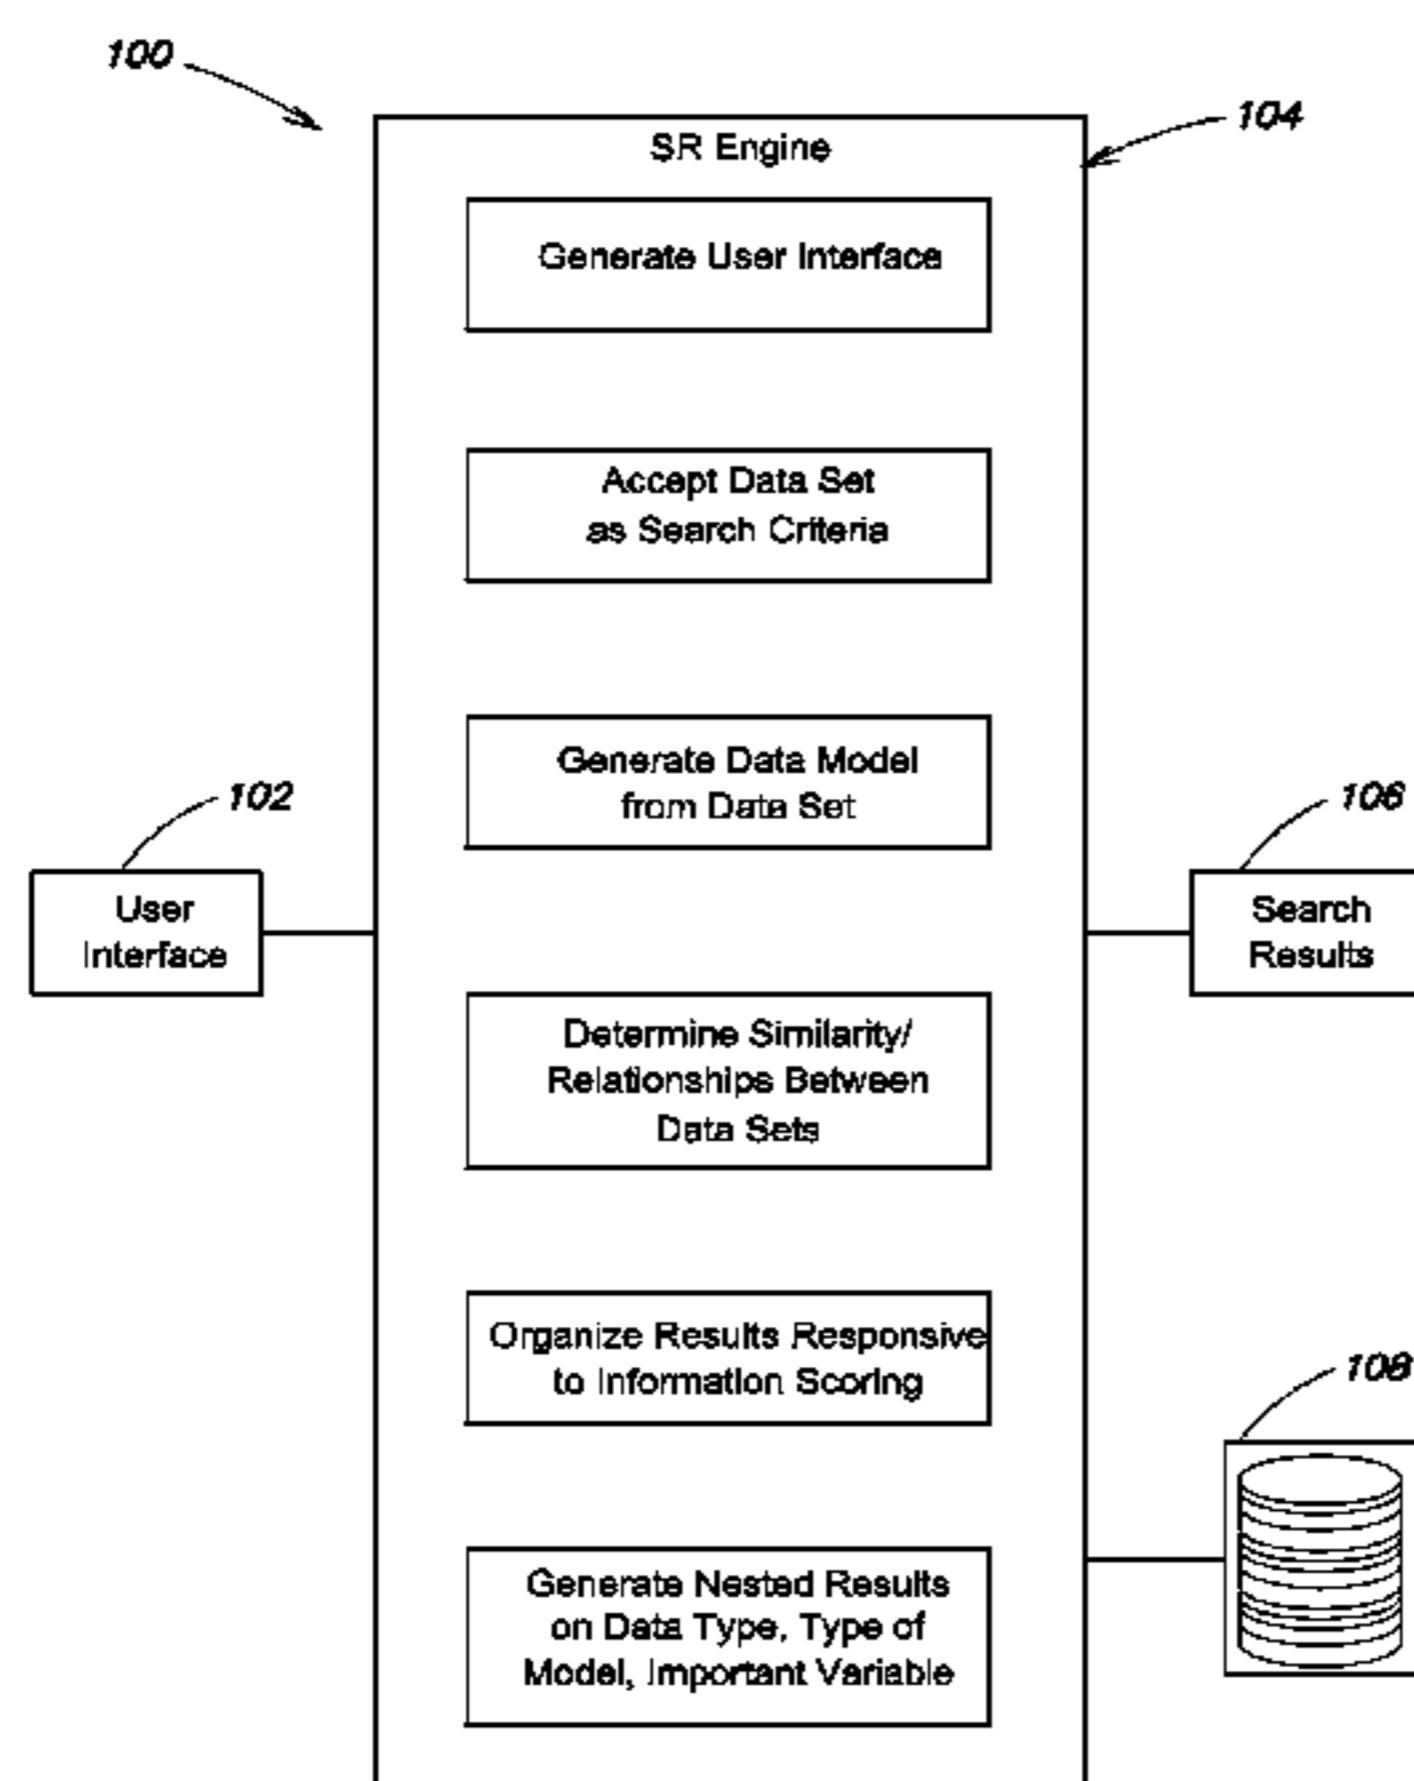 100
104
SR Engine
Generate User Interface
Accept Data Set
as Search Criteria
Generate Data Model
from Data Set
102
106
User
Interface
Search
Results
Determine Similarity/
Relationships Between
Data Sets
Organize Results Responsive
to Information Scoring
108
Generate Nested Results
on Data Type, Type of
Model, Important Variable